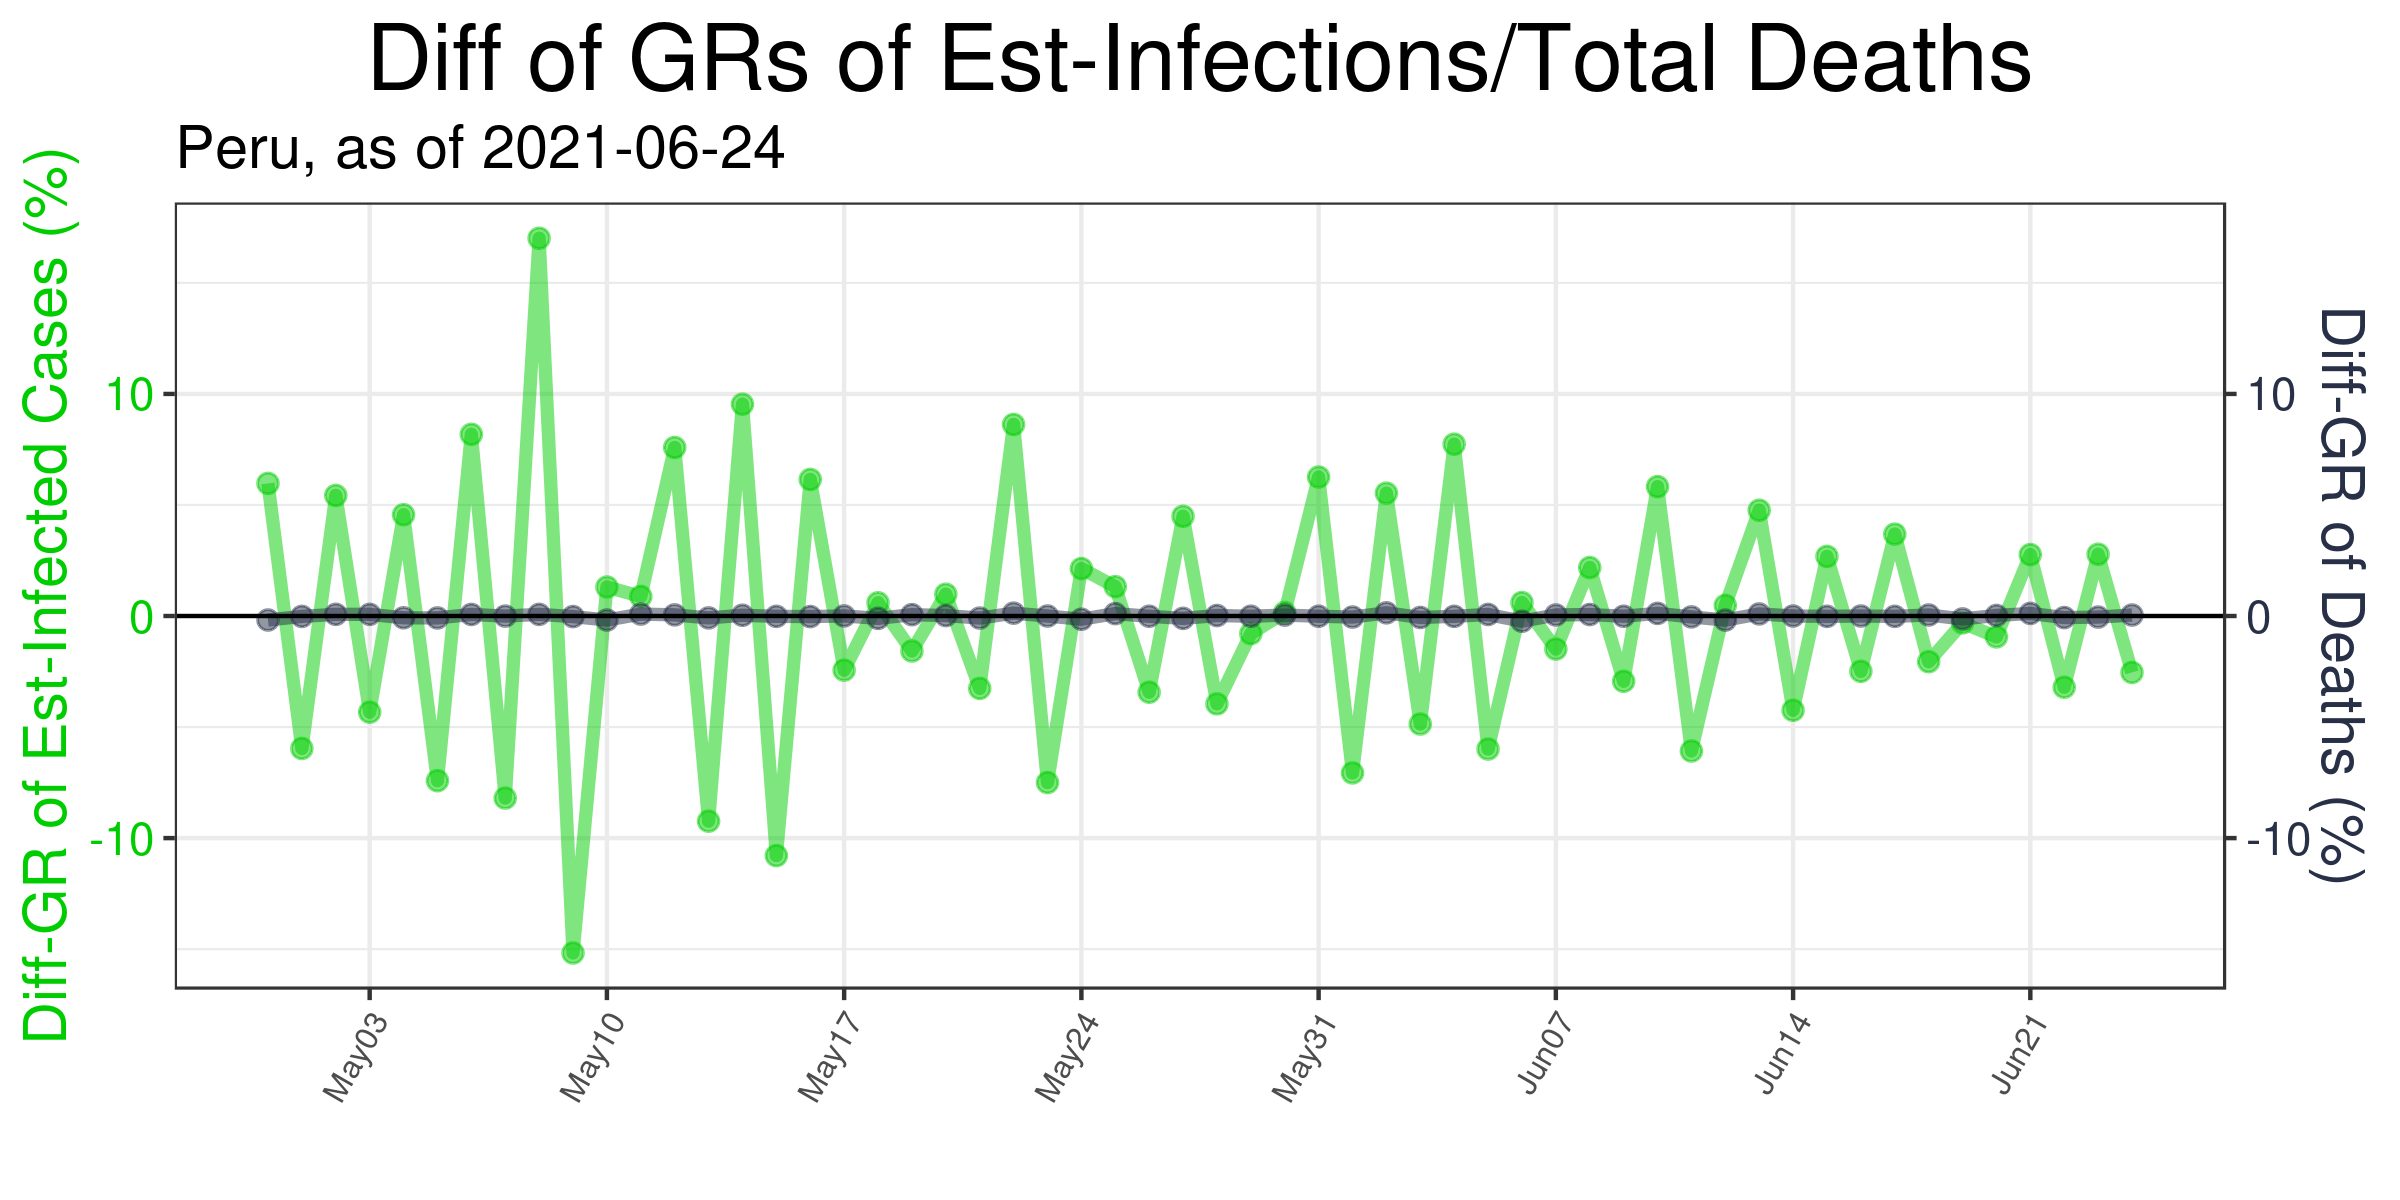 Diff of GRs of Est-Infections/Total Deaths
Peru, as of 2021-06-24
Diff-GR of Est-Infected Cases (%)
10
0
-10
10
0
-10
Diff-GR of Deaths (%)
May03
May10
May17
May24
May31
Jun07
Jun14
Jun21